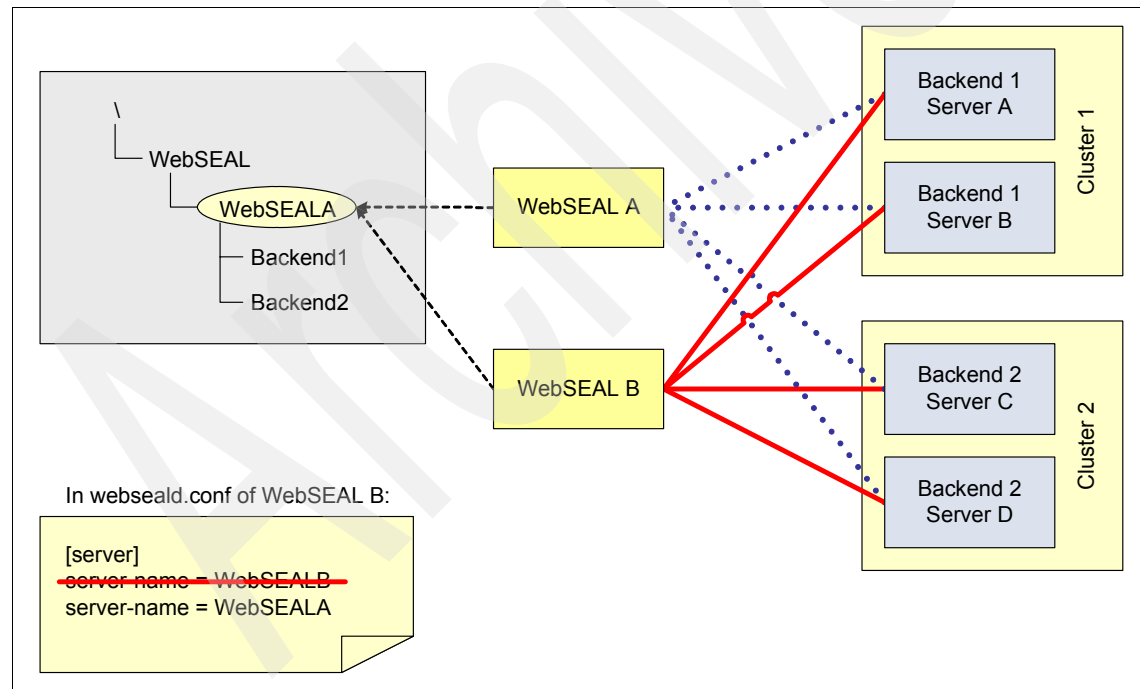 \
WebSEAL
WebSEALA
Backend1
Backend2
WebSEAL A
WebSEAL B
Backend 1
Server A
Backend 1
Server B
Cluster 1
Backend 2
Server C
Backend 2
Server D
Cluster 2
In webseald.conf of WebSEAL B:
[server]
server-name = WebSEALB
server-name = WebSEALA